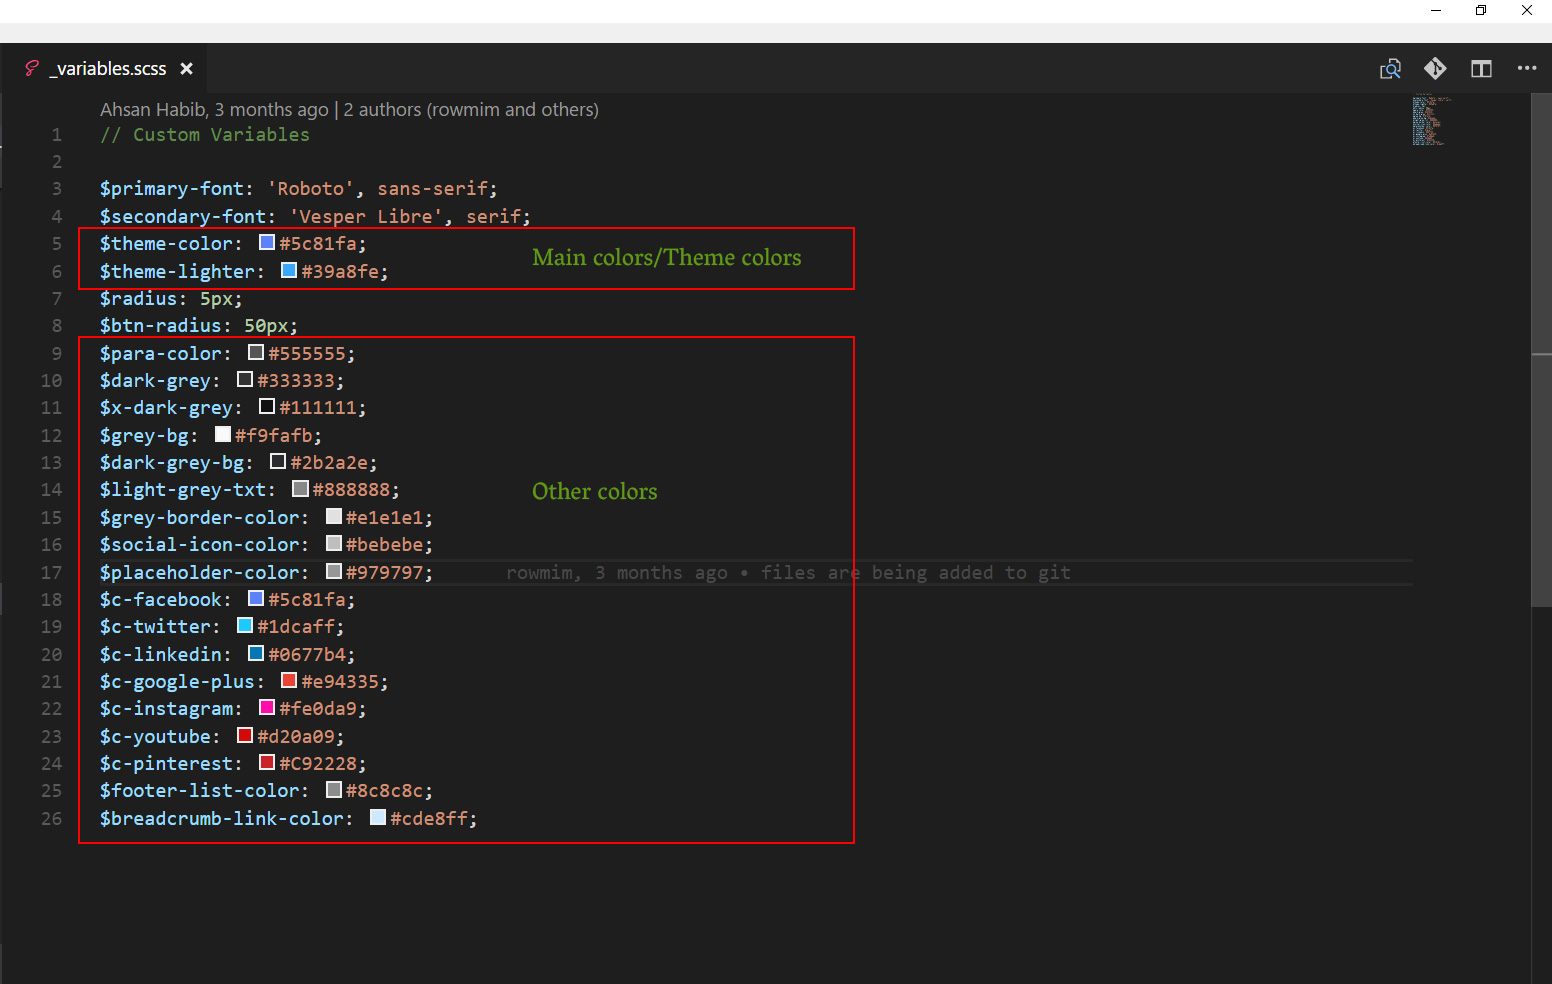 _variables.scss
Ahsan Habib, 3 months ago | 2 authors (rowmim and others)
1 // Custom Variables
2
3 $primary-font: 'Roboto', sans-serif;
4 $secondary-font: 'Vesper Libre', serif;
5 $theme-color: #5c81fa;
Main colors/Theme colors
6 $theme-lighter: #39a8fe;
7 $radius: 5px;
8 $btn-radius: 50px;
9 $para-color: #555555;
10 $dark-grey: #333333;
11 $x-dark-grey: #111111;
12 $grey-bg: #f9fafb;
13 $dark-grey-bg: #2b2a2e;
14 $light-grey-txt: #888888;
Other colors
15 $grey-border-color: #e1e1e1;
16 $social-icon-color: #bebebe;
17 $placeholder-color: #979797; rowmim, 3 months ago • files are being added to git
18 $c-facebook: #5c81fa;
19 $c-twitter: #1dcaff;
20 $c-linkedin: #0677b4;
21 $c-google-plus: #e94335;
22 $c-instagram: #fe0da9;
23 $c-youtube: #d20a09;
24 $c-pinterest: #C92228;
25 $footer-list-color: #8c8c8c;
26 $breadcrumb-link-color: #cde8ff;